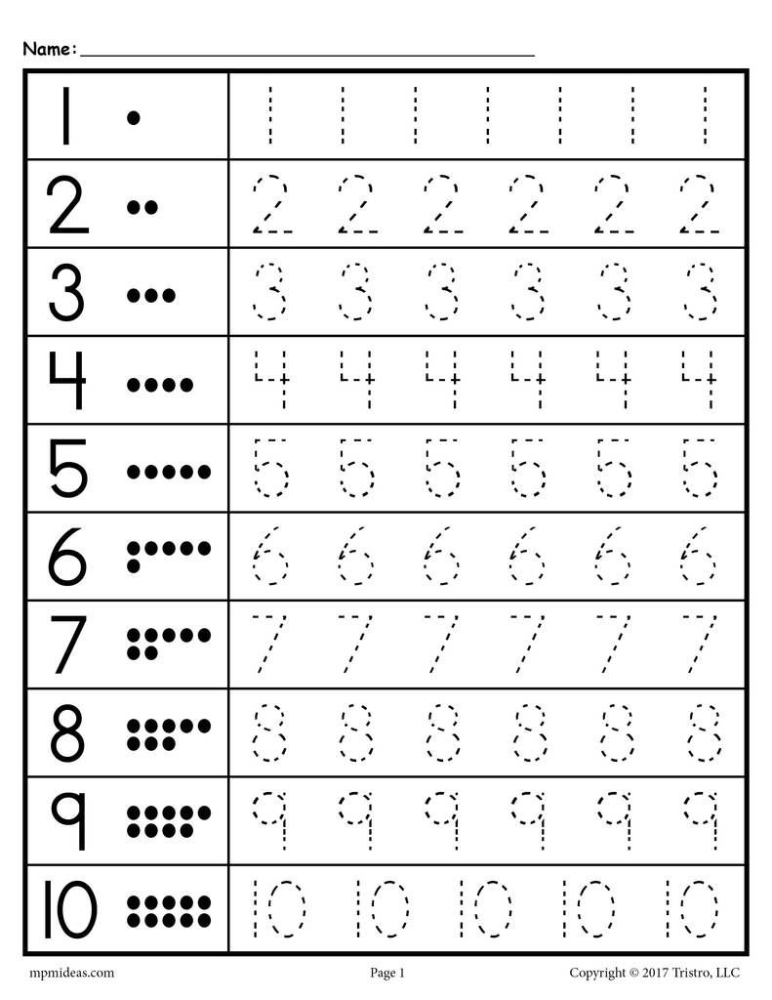 Name:
1 1 1 1 1 1 1 1
2 2 2 2 2 2 2
3 3 3 3 3 3 3
4 4 4 4 4 4 4
5 5 5 5 5 5 5
6 6 6 6 6 6 6
7 7 7 7 7 7 7
8 8 8 8 8 8 8
9 9 9 9 9 9 9
10 10 10 10 10 10
mpmideas.com Page 1 Copyright © 2017 Tristro, LLC